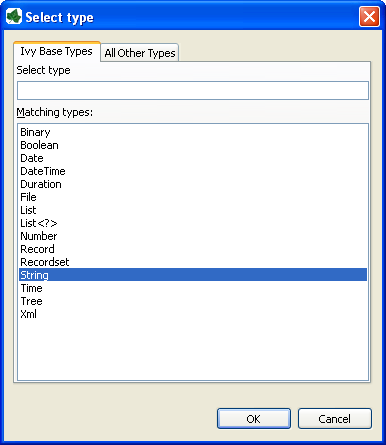 Select type
Ivy Base Types
All Other Types
Select type
Matching types:
Binary
Boolean
Date
DateTime
Duration
File
List
List<?>
Number
Record
Recordset
String
Time
Tree
Xml
OK
Cancel